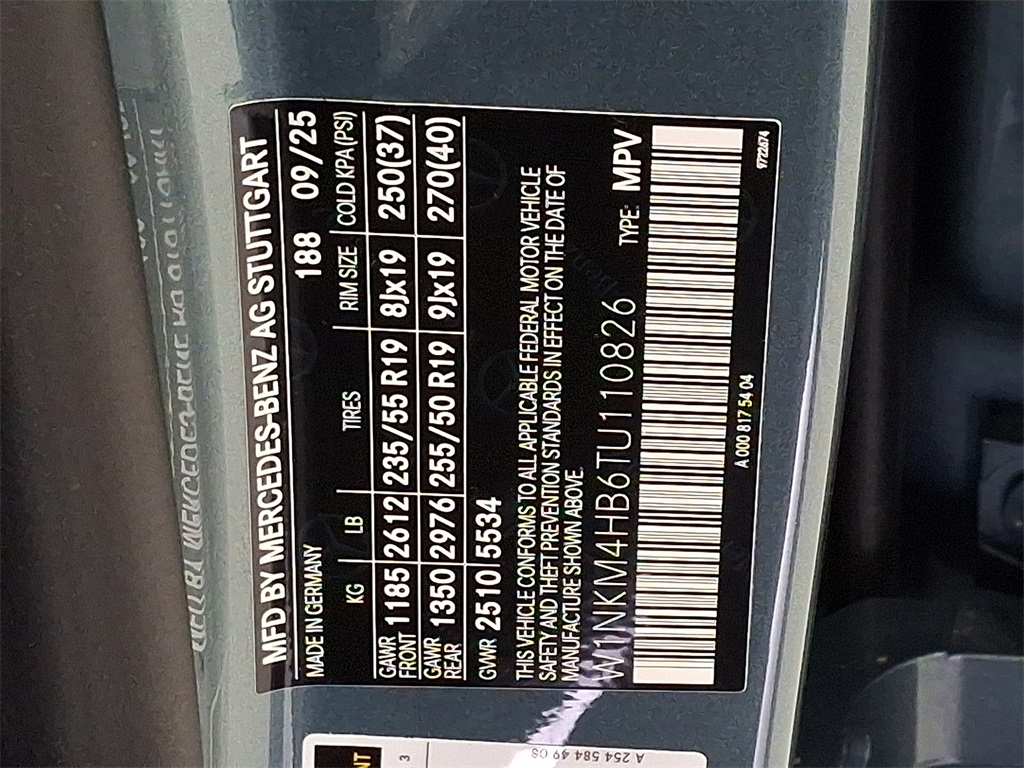 MFD BY MERCEDES-BENZ AG STUTTGART
MADE IN GERMANY 188 09/25
KG LB TIRES RIM SIZE COLD KPA(PSI)
GAWR FRONT 1185 2612 235/55 R19 8Jx19 250(37)
GAWR REAR 1350 2976 255/50 R19 9Jx19 270(40)
GVWR 2510 5534
THIS VEHICLE CONFORMS TO ALL APPLICABLE FEDERAL MOTOR VEHICLE
SAFETY AND THEFT PREVENTION STANDARDS IN EFFECT ON THE DATE OF
MANUFACTURE SHOWN ABOVE.
W1NKM4HB6TU110826 TYPE: MPV
A 000 817 54 04
9722674
3
A 254 584 49 08